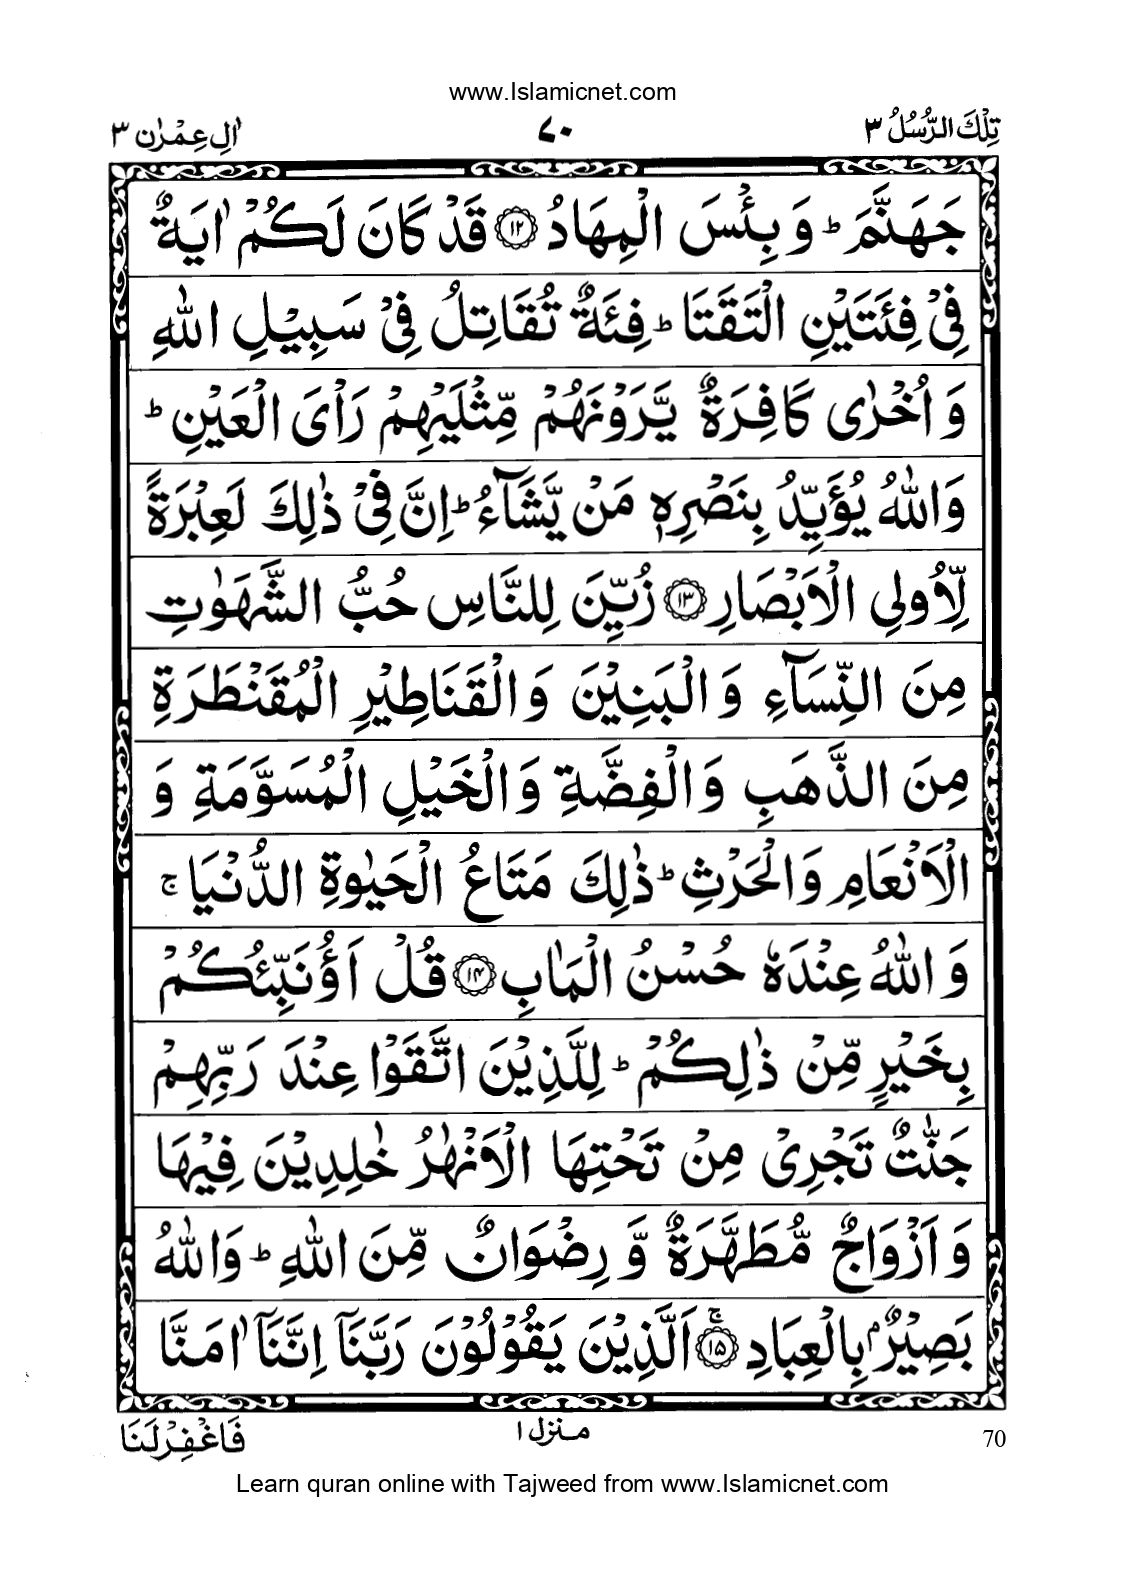 www.Islamicnet.com
تِلْكَ الرُّسُلُ ٣
٧٠
اٰلِ عِمْرٰن ٣
جَهَنَّمَ ؕ وَ بِئْسَ الْمِهَادُ ۝۱۲ قَدْ كَانَ لَكُمْ اٰيَةٌ
فِیْ فِئَتَيْنِ الْتَقَتَا ؕ فِئَةٌ تُقَاتِلُ فِیْ سَبِيْلِ اللّٰهِ
وَ اُخْرٰی كَافِرَةٌ يَّرَوْنَهُمْ مِّثْلَيْهِمْ رَاْیَ الْعَيْنِ ؕ
وَاللّٰهُ يُؤَيِّدُ بِنَصْرِهٖ مَنْ يَّشَآءُ ؕ اِنَّ فِیْ ذٰلِكَ لَعِبْرَةً
لِّاُولِی الْاَبْصَارِ ۝۱۳ زُيِّنَ لِلنَّاسِ حُبُّ الشَّهَوٰتِ
مِنَ النِّسَآءِ وَ الْبَنِيْنَ وَ الْقَنَاطِيْرِ الْمُقَنْطَرَةِ
مِنَ الذَّهَبِ وَ الْفِضَّةِ وَ الْخَيْلِ الْمُسَوَّمَةِ وَ
الْاَنْعَامِ وَ الْحَرْثِ ؕ ذٰلِكَ مَتَاعُ الْحَيٰوةِ الدُّنْيَا ۚ
وَ اللّٰهُ عِنْدَهٗ حُسْنُ الْمَاٰبِ ۝۱۴ قُلْ اَؤُنَبِّئُكُمْ
بِخَيْرٍ مِّنْ ذٰلِكُمْ ؕ لِلَّذِيْنَ اتَّقَوْا عِنْدَ رَبِّهِمْ
جَنّٰتٌ تَجْرِیْ مِنْ تَحْتِهَا الْاَنْهٰرُ خٰلِدِيْنَ فِيْهَا
وَ اَزْوَاجٌ مُّطَهَّرَةٌ وَّ رِضْوَانٌ مِّنَ اللّٰهِ ؕ وَاللّٰهُ
بَصِيْرٌۢ بِالْعِبَادِ ۝۱۵ۚ اَلَّذِيْنَ يَقُوْلُوْنَ رَبَّنَآ اِنَّنَآ اٰمَنَّا
فَاغْفِرْ لَنَا
منزل ١
70
Learn quran online with Tajweed from www.Islamicnet.com